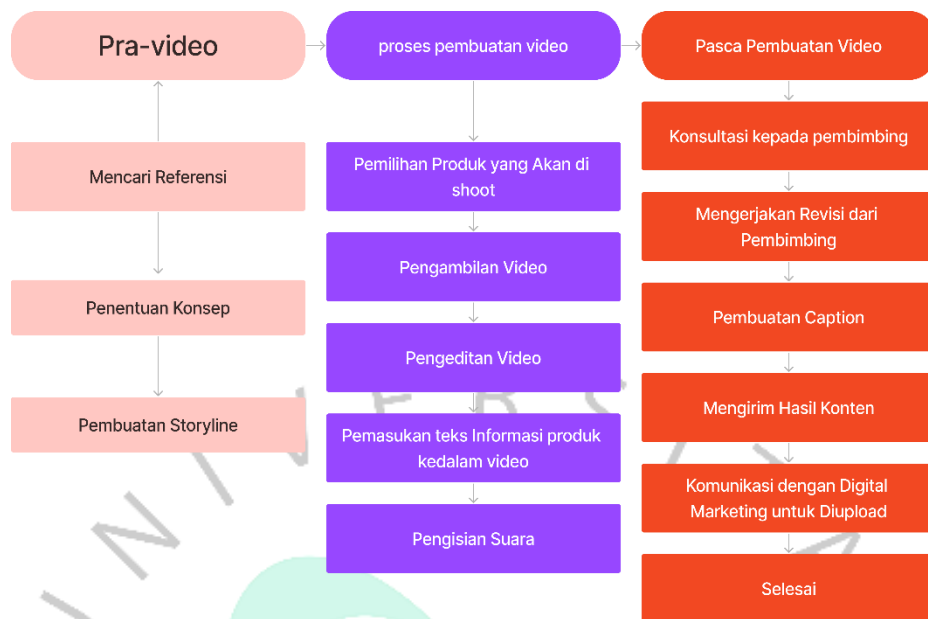 Pra-video
Mencari Referensi
Penentuan Konsep
Pembuatan Storyline
proses pembuatan video
Pemilihan Produk yang Akan di
shoot
Pengambilan Video
Pengeditan Video
Pemasukan teks Informasi produk
kedalam video
Pengisian Suara
Pasca Pembuatan Video
Konsultasi kepada pembimbing
Mengerjakan Revisi dari
Pembimbing
Pembuatan Caption
Mengirim Hasil Konten
Komunikasi dengan Digital
Marketing untuk Diupload
Selesai